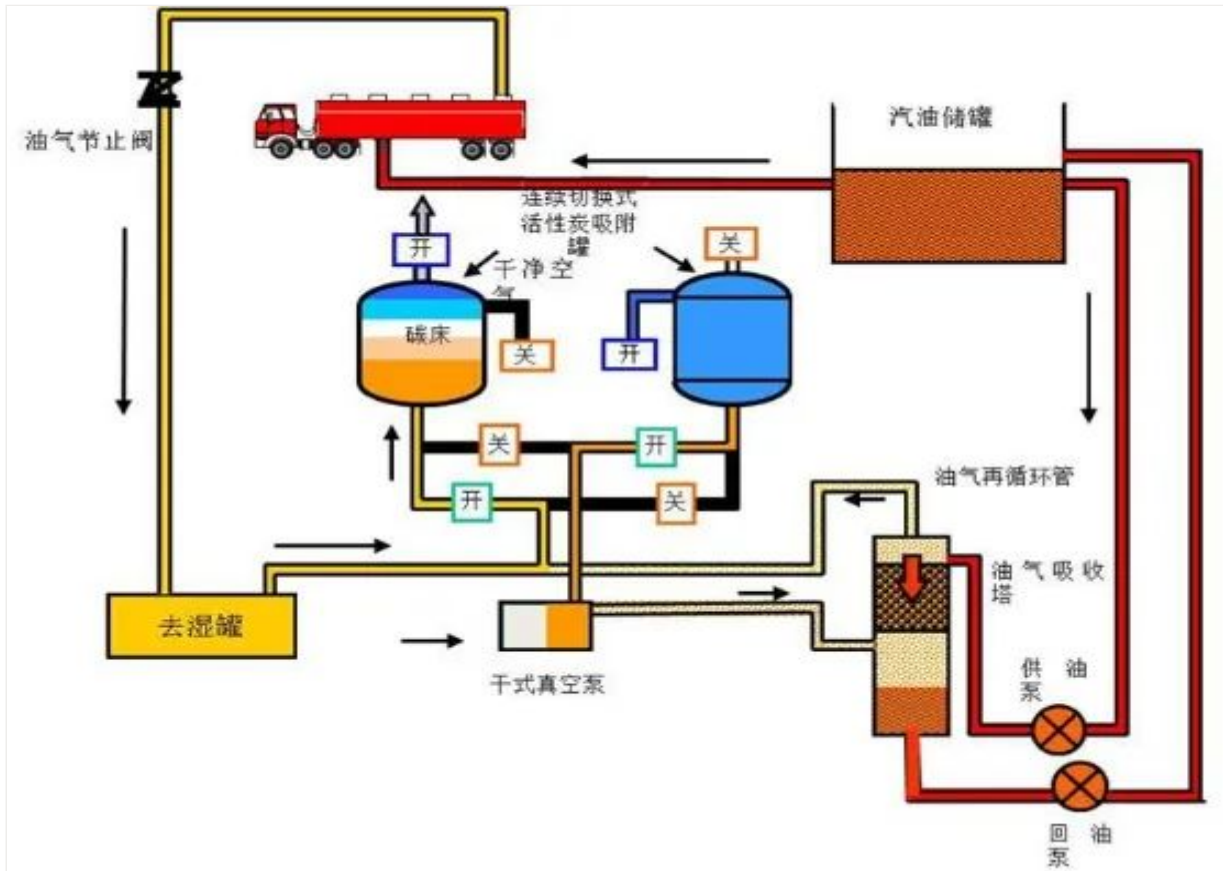 油气节止阀
汽油储罐
连续切换式
活性炭吸附
罐
干净空
气
开
关
碳床
关
开
关
开
开
关
油气再循环管
油气吸收
塔
去湿罐
干式真空泵
供油
泵
回油
泵